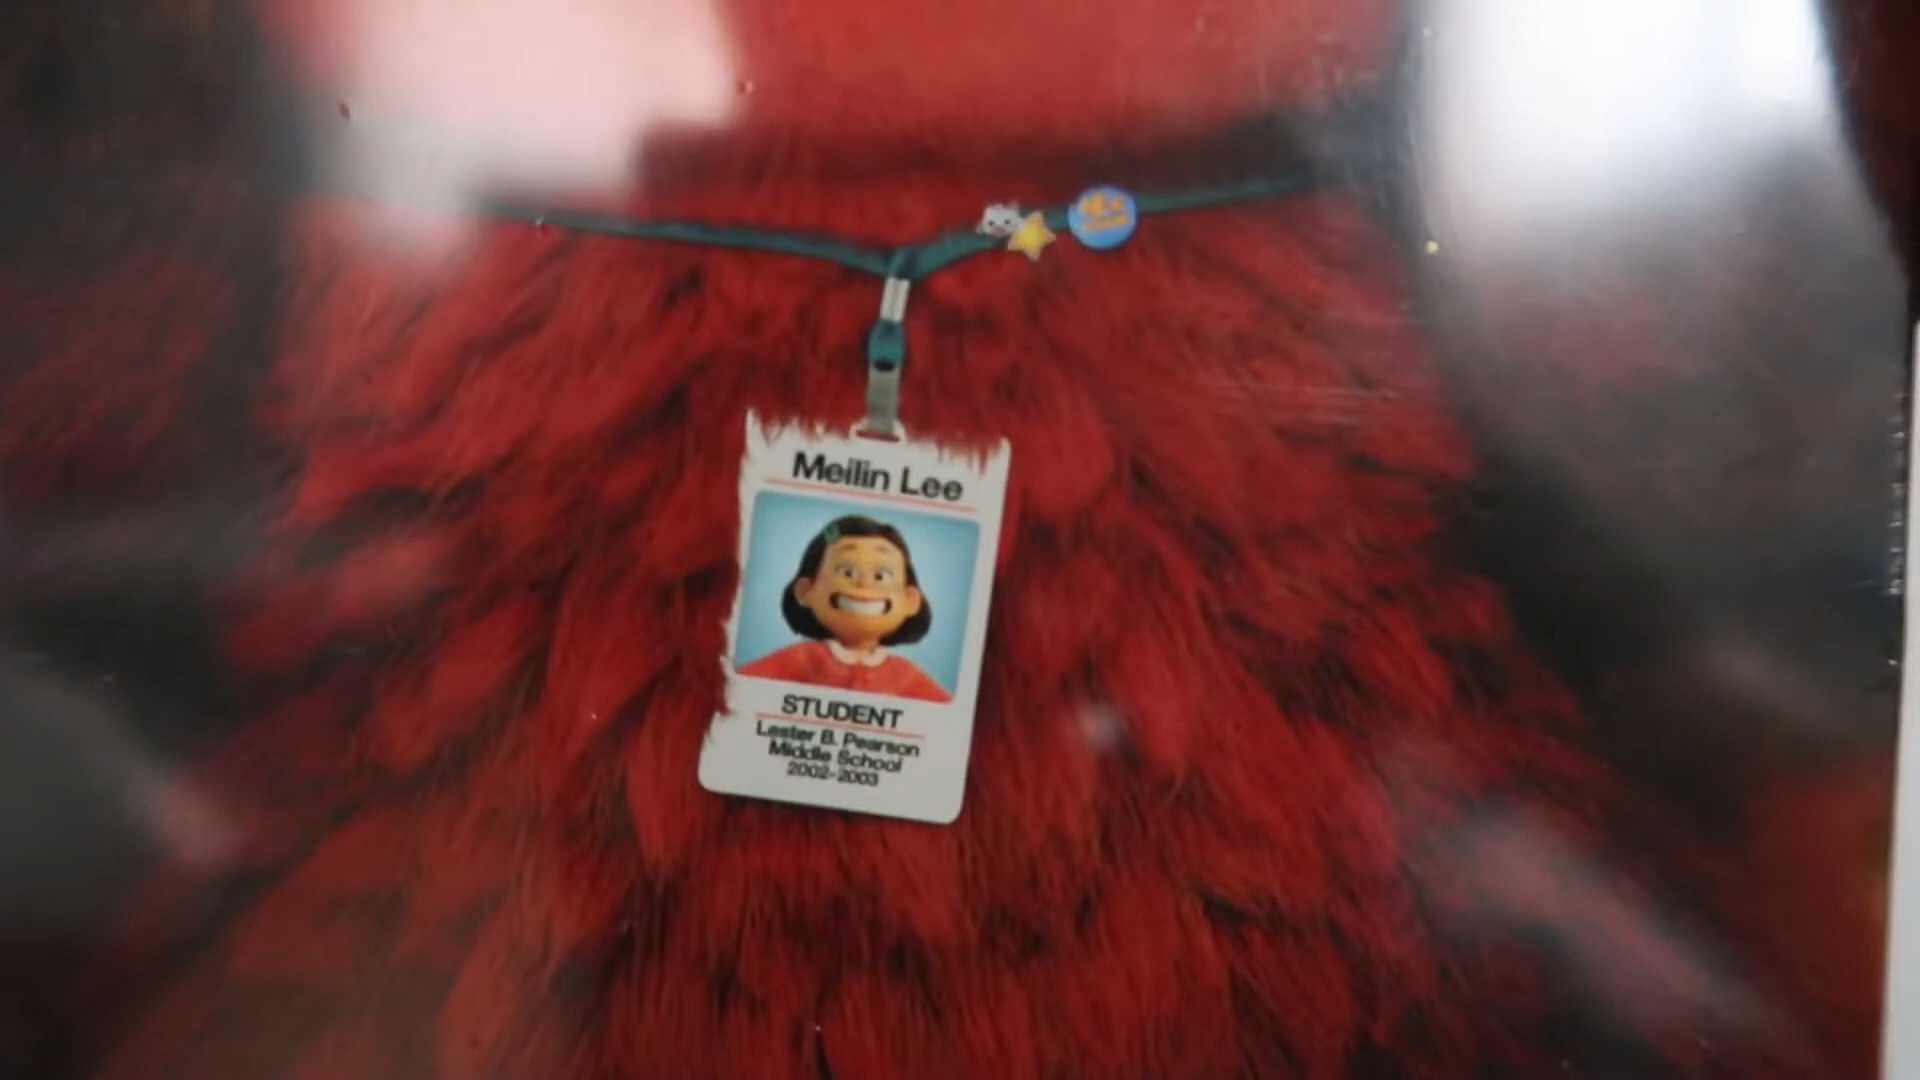 Meilin Lee
STUDENT
Lester B. Pearson
Middle School
2002-2003